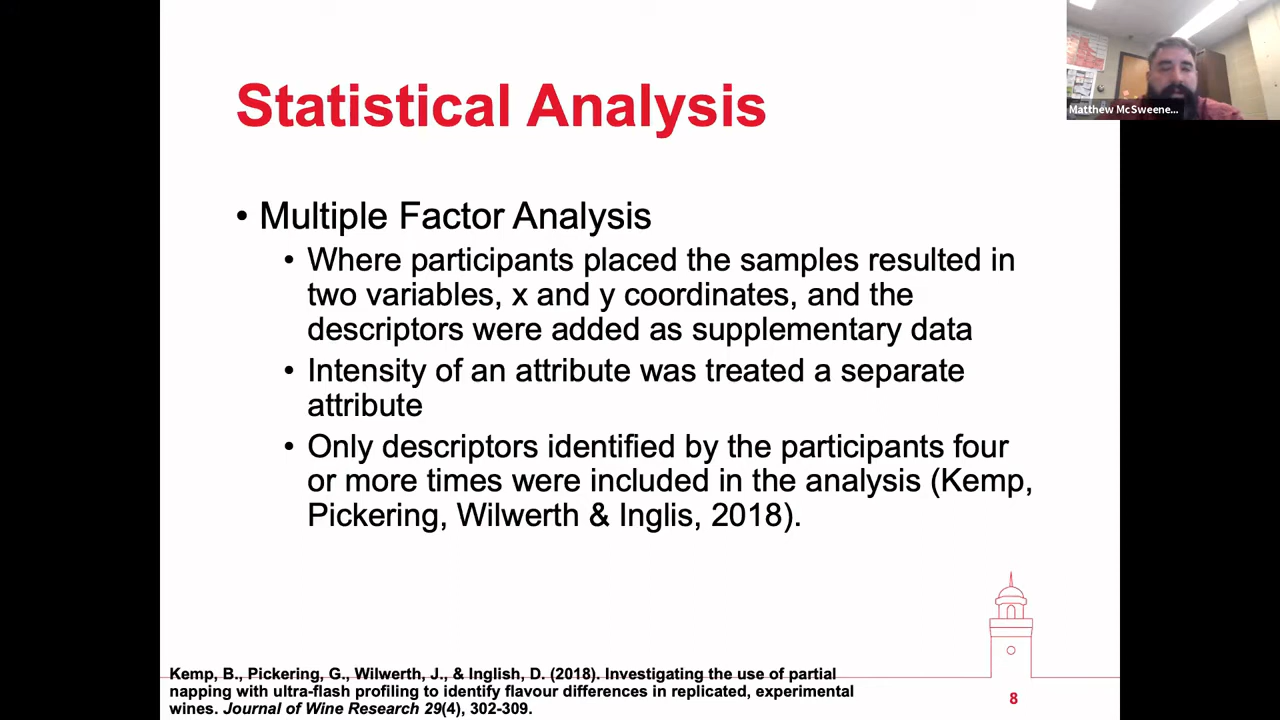 Statistical Analysis
Matthew McSweene...
• Multiple Factor Analysis
• Where participants placed the samples resulted in
two variables, x and y coordinates, and the
descriptors were added as supplementary data
• Intensity of an attribute was treated a separate
attribute
• Only descriptors identified by the participants four
or more times were included in the analysis (Kemp,
Pickering, Wilwerth & Inglis, 2018).
Kemp, B., Pickering, G., Wilwerth, J., & Inglish, D. (2018). Investigating the use of partial
napping with ultra-flash profiling to identify flavour differences in replicated, experimental
wines. Journal of Wine Research 29(4), 302-309.
8